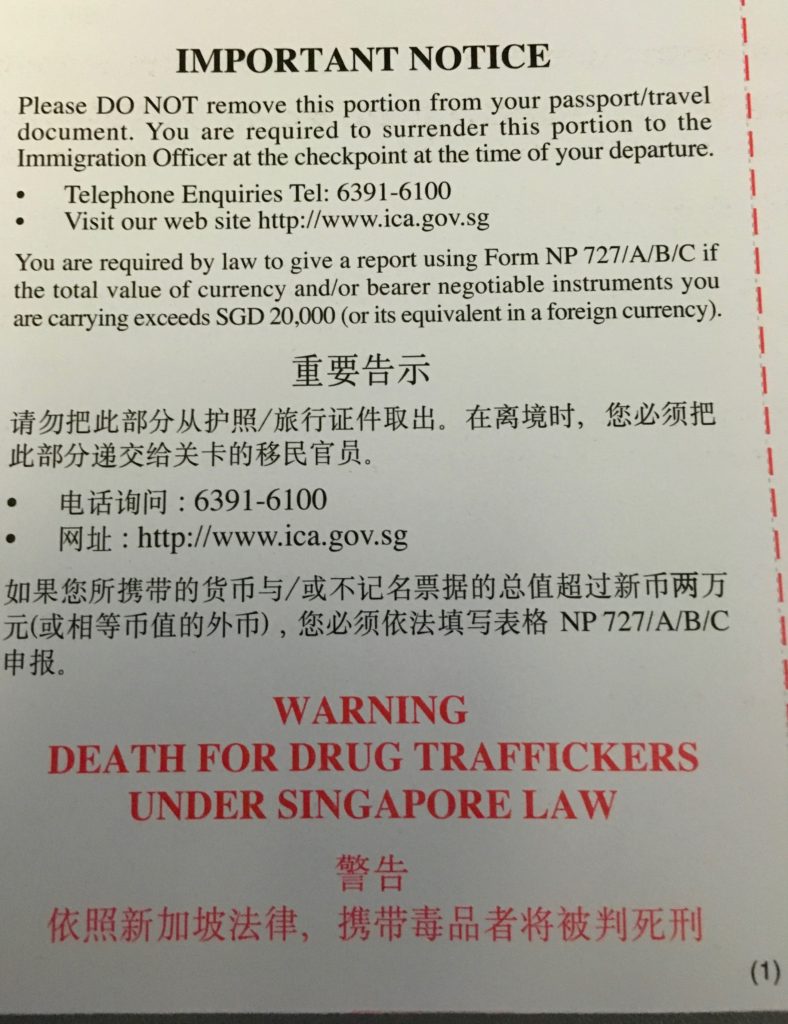 IMPORTANT NOTICE
Please DO NOT remove this portion from your passport/travel
document. You are required to surrender this portion to the
Immigration Officer at the checkpoint at the time of your departure.
• Telephone Enquiries Tel: 6391-6100
• Visit our web site http://www.ica.gov.sg
You are required by law to give a report using Form NP 727/A/B/C if
the total value of currency and/or bearer negotiable instruments you
are carrying exceeds SGD 20,000 (or its equivalent in a foreign currency).
重要告示
请勿把此部分从护照/旅行证件取出。在离境时，您必须把
此部分递交给关卡的移民官员。
• 电话询问 : 6391-6100
• 网址 : http://www.ica.gov.sg
如果您所携带的货币与/或不记名票据的总值超过新币两万
元(或相等币值的外币) , 您必须依法填写表格 NP 727/A/B/C
申报。
WARNING
DEATH FOR DRUG TRAFFICKERS
UNDER SINGAPORE LAW
警告
依照新加坡法律，携带毒品者将被判死刑
(1)